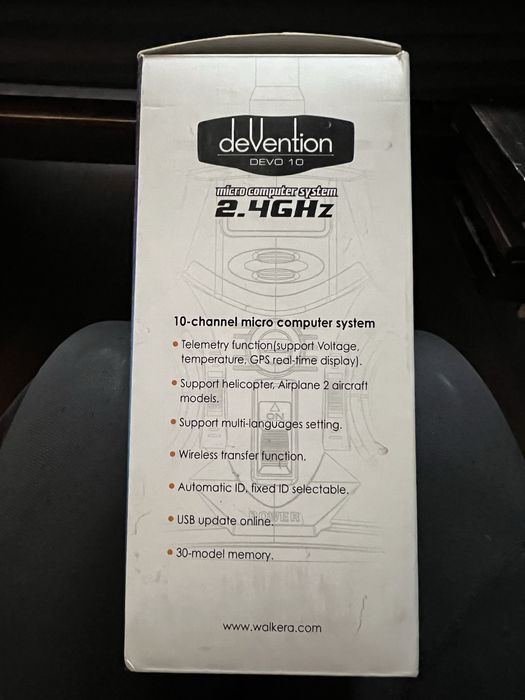 deVention
DEVO 10
micro computer system
2.4GHz
10-channel micro computer system
Telemetry function(support Voltage,
temperature, GPS real-time display).
Support helicopter, Airplane 2 aircraft
models.
Support multi-languages setting.
ON
Wireless transfer function.
Automatic ID, fixed ID selectable.
USB update online.
POWER
30-model memory.
www.walkera.com